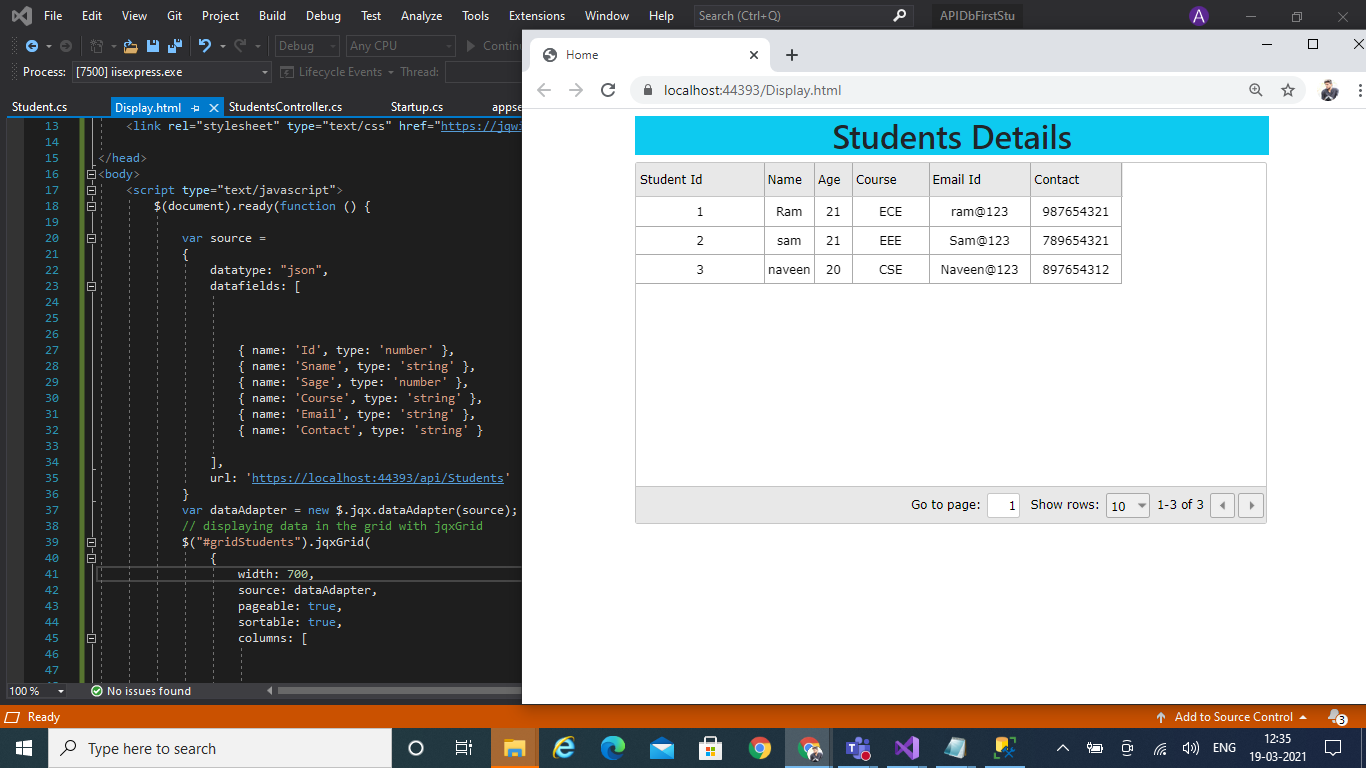 File Edit View Git Project Build Debug Test Analyze Tools Extensions Window Help Search (Ctrl+Q) APIDbFirstStu A
Debug Any CPU Contin
Process: [7500] iisexpress.exe Lifecycle Events Thread:
Student.cs Display.html StudentsController.cs Startup.cs appse
13 <link rel="stylesheet" type="text/css" href="https://jqwi
14
15 </head>
16 <body>
17 <script type="text/javascript">
18 $(document).ready(function () {
19
20 var source =
21 {
22 datatype: "json",
23 datafields: [
24
25
26
27 { name: 'Id', type: 'number' },
28 { name: 'Sname', type: 'string' },
29 { name: 'Sage', type: 'number' },
30 { name: 'Course', type: 'string' },
31 { name: 'Email', type: 'string' },
32 { name: 'Contact', type: 'string' }
33
34 ],
35 url: 'https://localhost:44393/api/Students'
36 }
37 var dataAdapter = new $.jqx.dataAdapter(source);
38 // displaying data in the grid with jqxGrid
39 $("#gridStudents").jqxGrid(
40 {
41 width: 700,
42 source: dataAdapter,
43 pageable: true,
44 sortable: true,
45 columns: [
46
47
100 % No issues found
Home
localhost:44393/Display.html
Students Details
Student Id Name Age Course Email Id Contact
1 Ram 21 ECE ram@123 987654321
2 sam 21 EEE Sam@123 789654321
3 naveen 20 CSE Naveen@123 897654312
Go to page: 1 Show rows: 10 1-3 of 3
Ready Add to Source Control 3
Type here to search ENG 12:35
19-03-2021